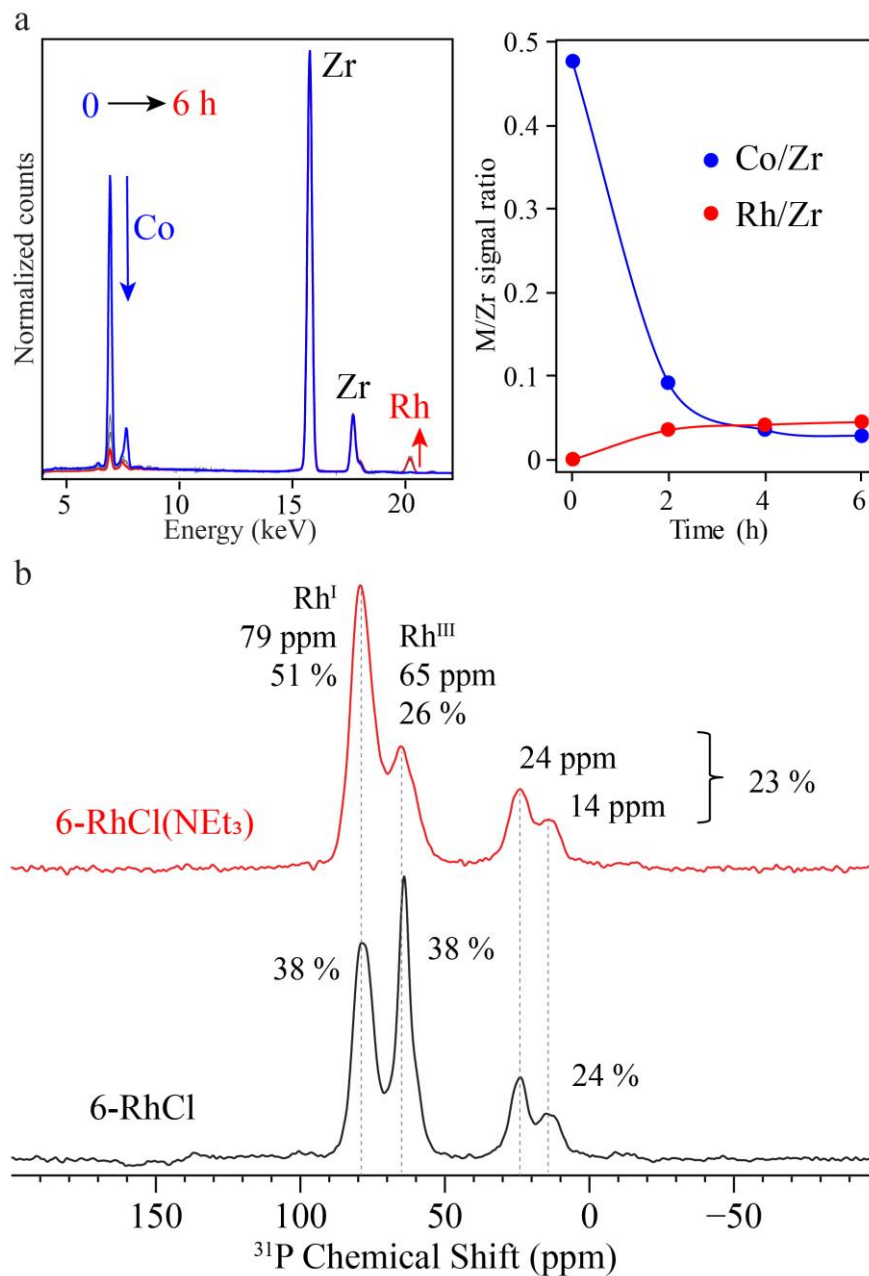 a
0 → 6 h
Co
Zr
Zr
Rh
Normalized counts
5
10
15
20
Energy (keV)
0.5
0.4
0.3
0.2
0.1
0
M/Zr signal ratio
Co/Zr
Rh/Zr
0
2
4
6
Time (h)
b
Rhᴵ
79 ppm
51 %
Rhᴵᴵᴵ
65 ppm
26 %
24 ppm
14 ppm
23 %
6-RhCl(NEt₃)
38 %
38 %
24 %
6-RhCl
150
100
50
0
−50
³¹P Chemical Shift (ppm)